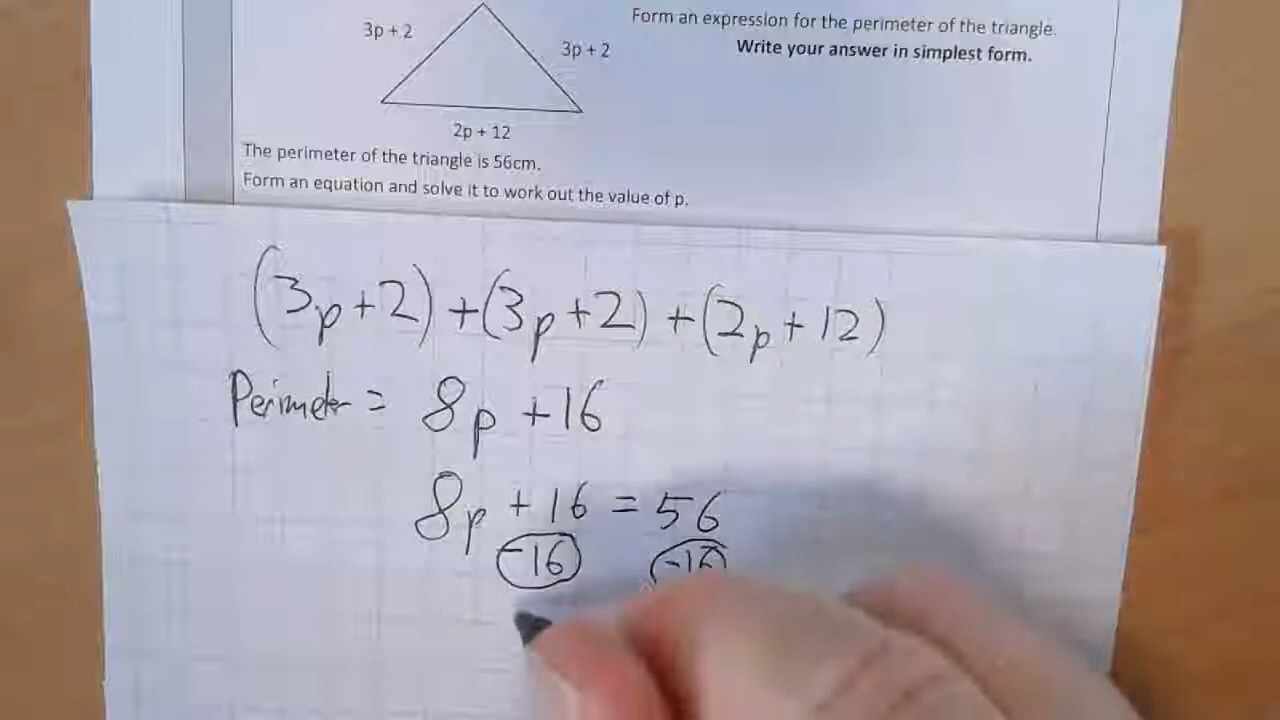 3p + 2
3p + 2
2p + 12
Form an expression for the perimeter of the triangle.
Write your answer in simplest form.
The perimeter of the triangle is 56cm.
Form an equation and solve it to work out the value of p.
(3p+2) +(3p+2) +(2p+12)
Perimeter = 8p +16
8p +16 = 56
-16 -16